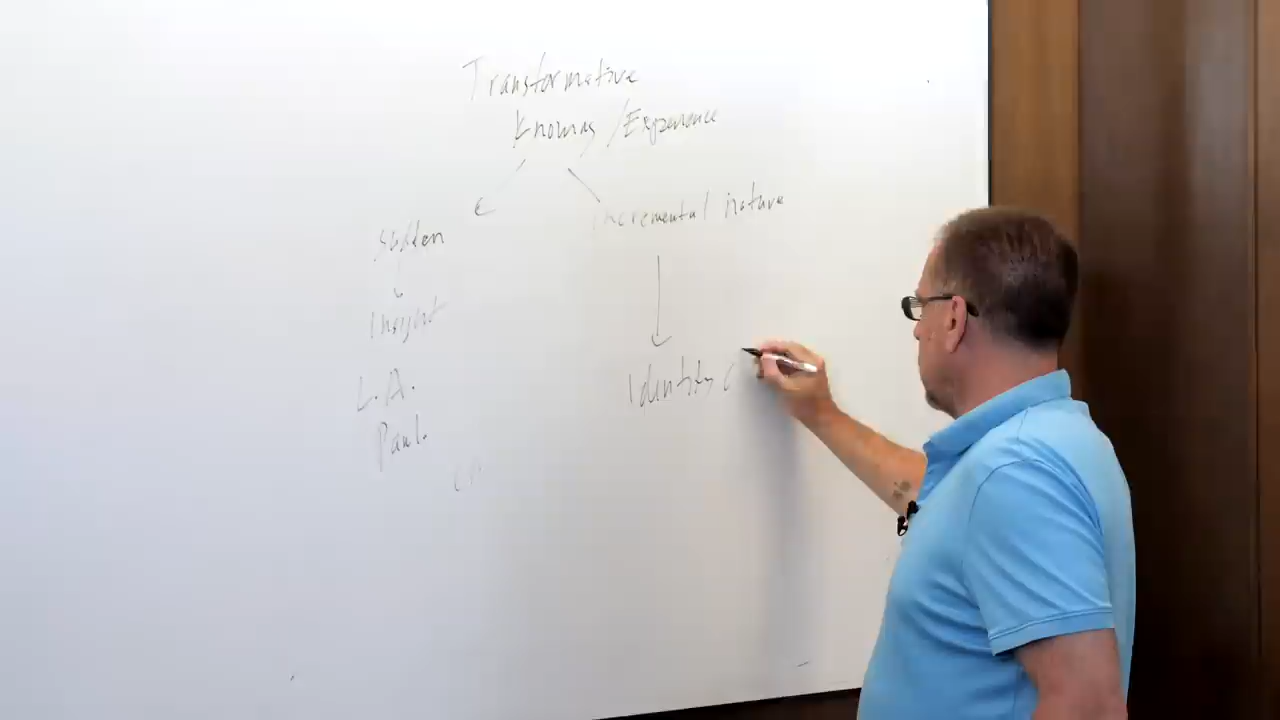 Transformative
Knowing / Experience
Sudden
Incremental nature
Insight
Identity C
L.A.
Paul.